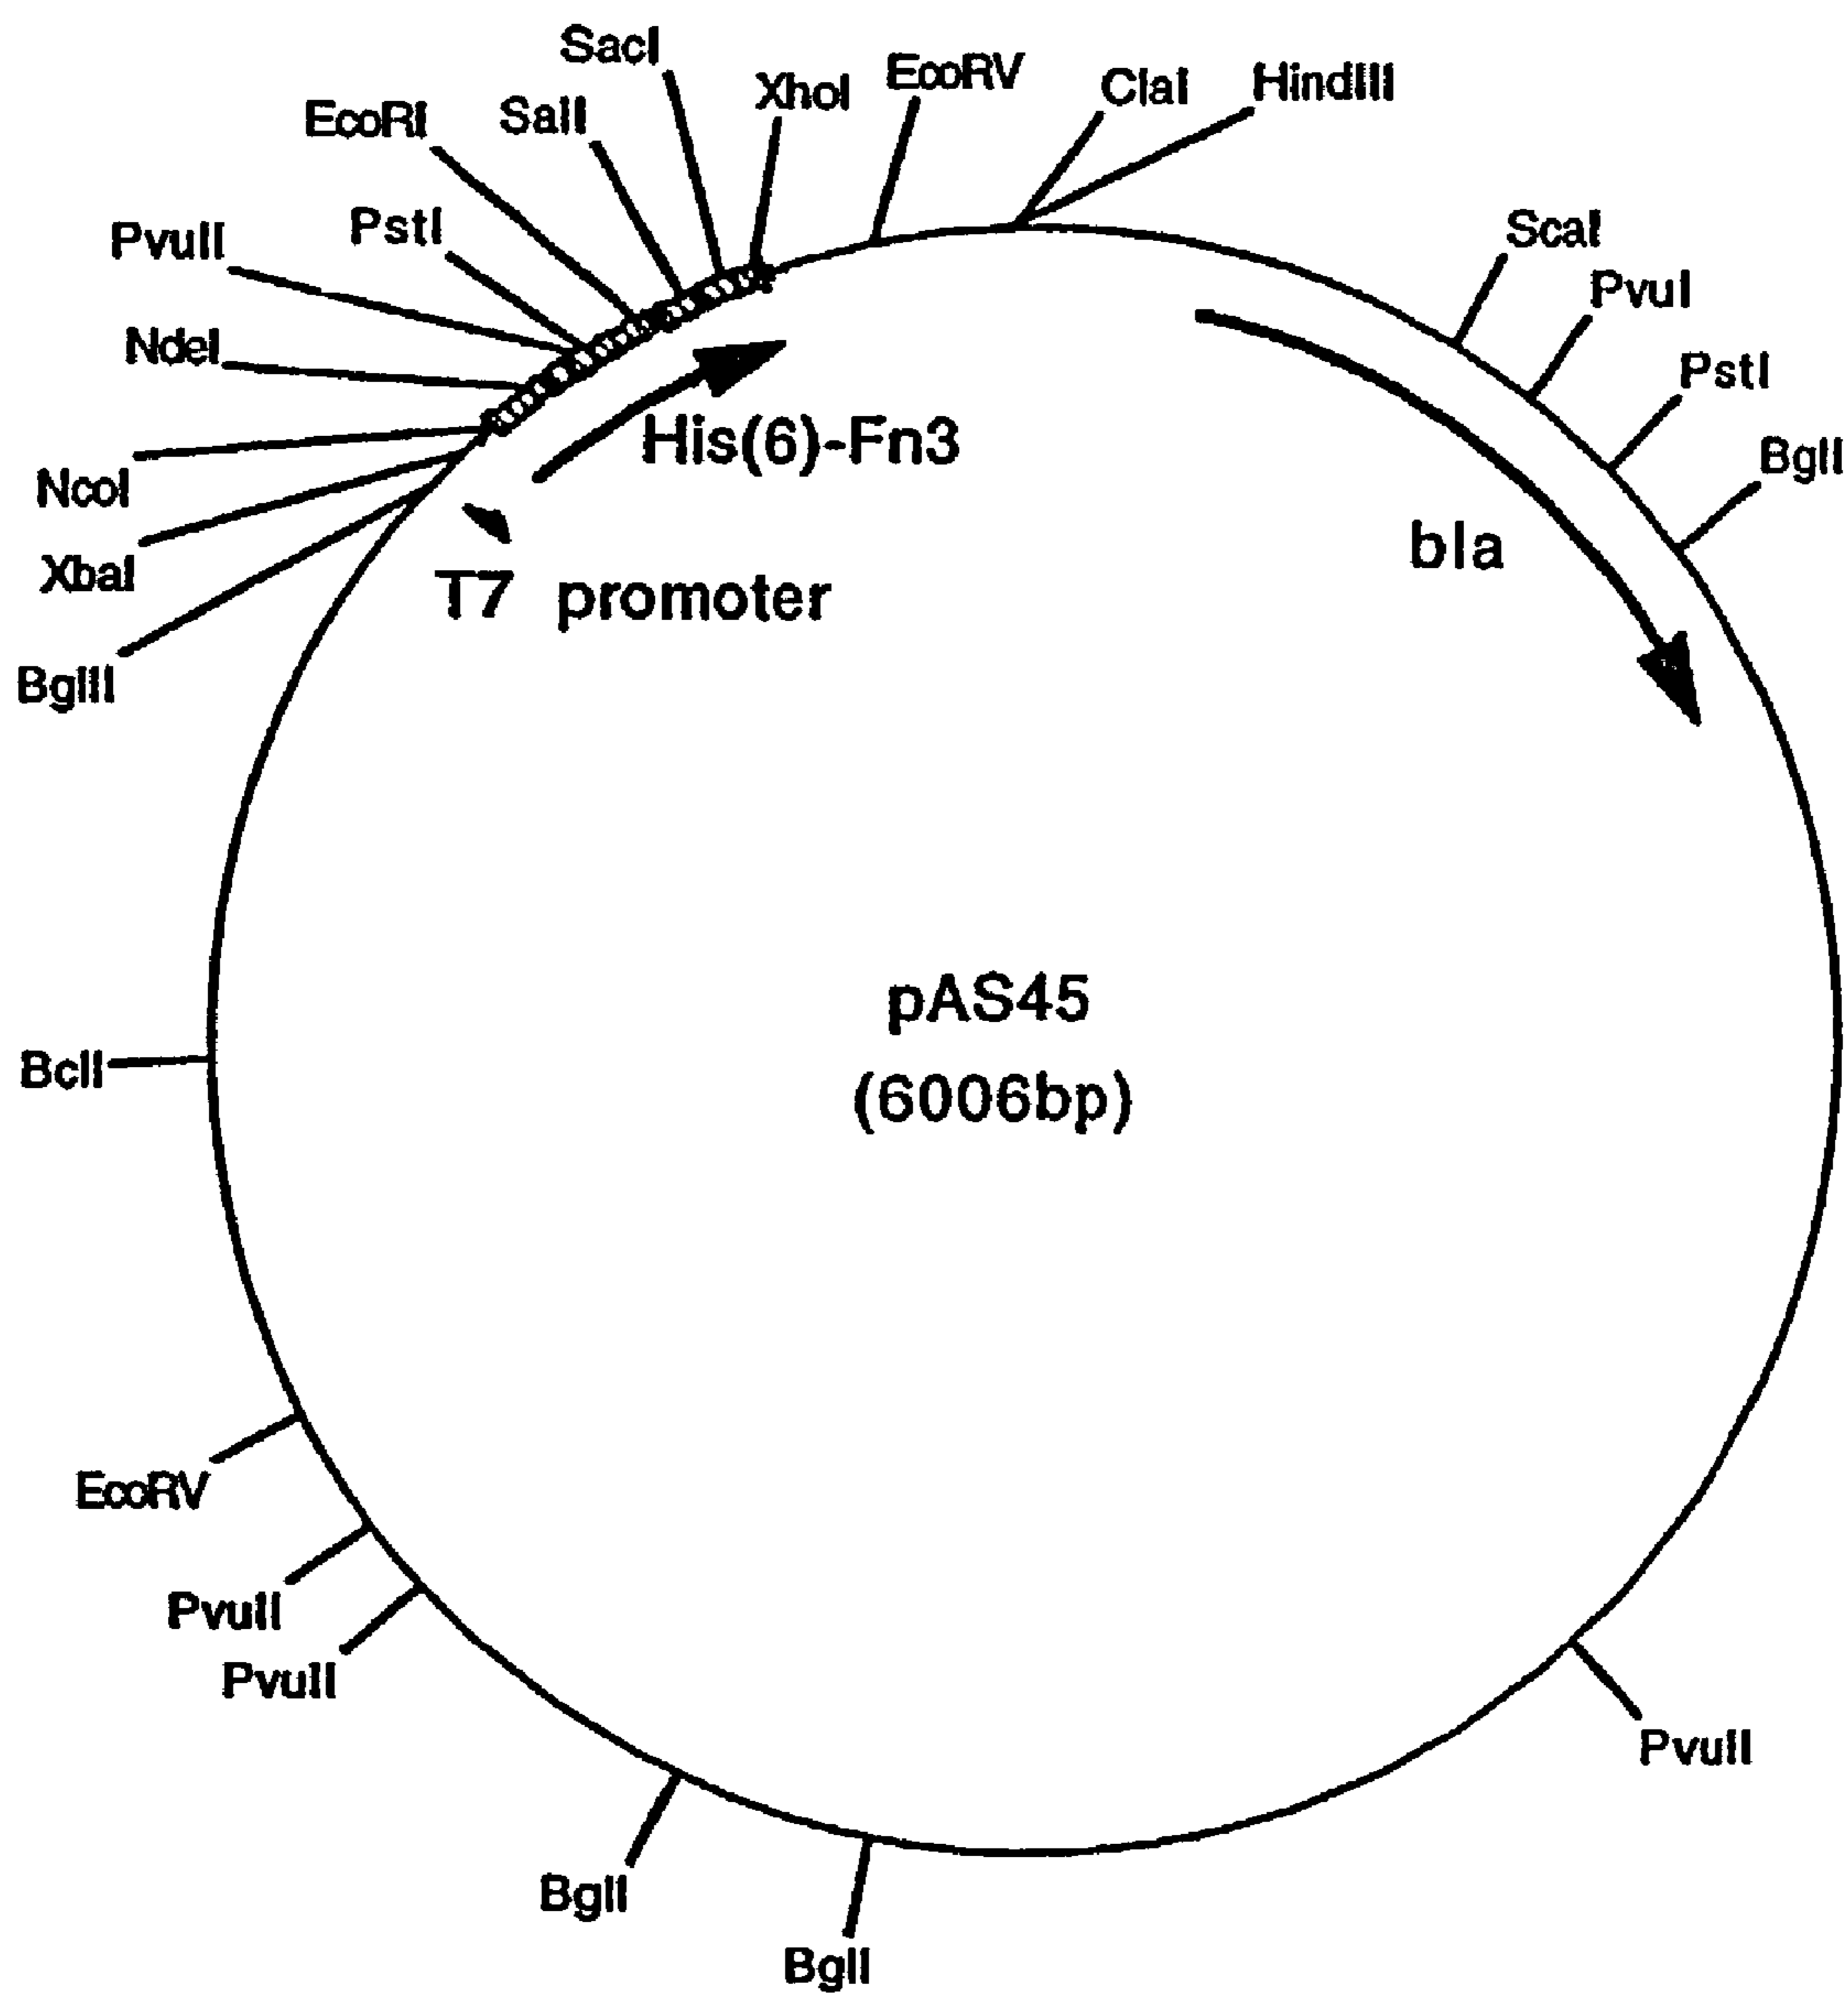 SacI
XhoI
EcoRV
ClaI
HindIII
EcoRI
SalI
PvuII
PstI
ScaI
PvuI
NdeI
PstI
His(6)-Fn3
BglI
NcoI
bla
XbaI
T7 promoter
BglII
pAS45
BclI
(6006bp)
EcoRV
PvuII
PvuII
PvuII
BglI
BglI